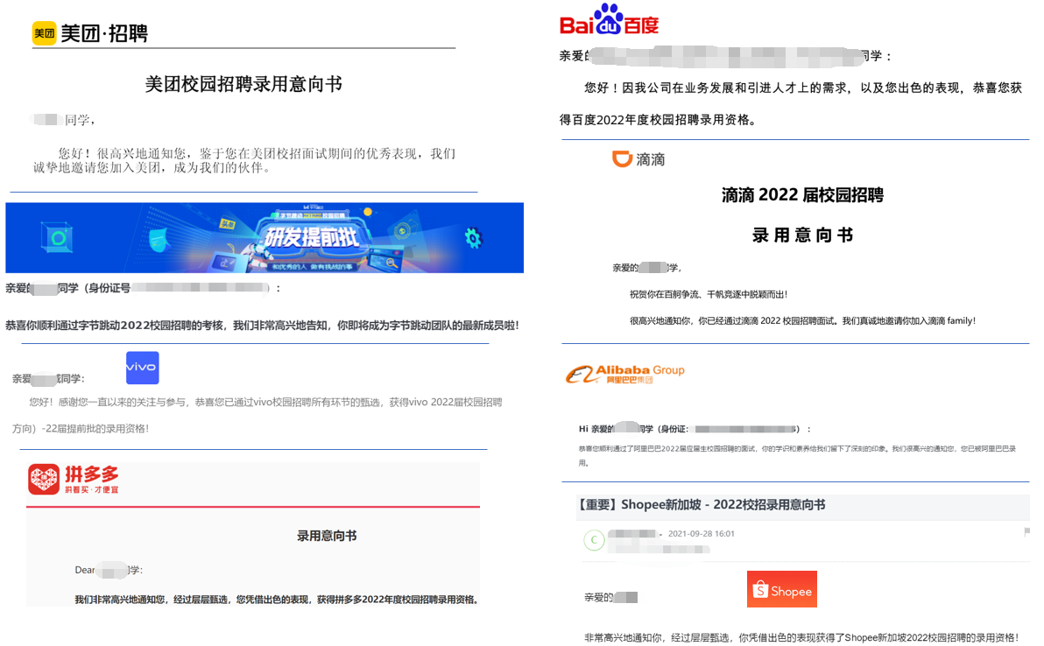 美团 美团·招聘
美团校园招聘录用意向书
同学，
您好！很高兴地通知您，鉴于您在美团校招面试期间的优秀表现，我们
诚挚地邀请您加入美团，成为我们的伙伴。
研发提前批
和优秀的人 做有挑战的事
亲爱的 同学（身份证号 ）：
恭喜你顺利通过字节跳动2022校园招聘的考核，我们非常高兴地告知，你即将成为字节跳动团队的最新成员啦！
vivo
亲爱 同学：
您好！感谢您一直以来的关注与参与，恭喜您已通过vivo校园招聘所有环节的甄选，获得vivo 2022届校园招聘
方向）-22届提前批的录用资格！
拼多多
拼着买·才便宜
录用意向书
Dear 同学:
我们非常高兴地通知您，经过层层甄选，您凭借出色的表现，获得拼多多2022年度校园招聘录用资格。
Bai du 百度
亲爱的 同学：
您好！因我公司在业务发展和引进人才上的需求，以及您出色的表现，恭喜您获
得百度2022年度校园招聘录用资格。
滴滴
滴滴 2022 届校园招聘
录用意向书
亲爱的 同学，
祝贺你在百舸争流、千帆竞逐中脱颖而出！
很高兴地通知你，你已经通过滴滴 2022 校园招聘面试。我们真诚地邀请你加入滴滴 family！
Alibaba Group
阿里巴巴集团
Hi 亲爱的 同学（身份证： ）：
恭喜您顺利通过了阿里巴巴2022届应届生校园招聘的面试，你的学识和素养给我们留下了深刻的印象。我们很高兴的通知您，您已被阿里巴巴录
用。
【重要】Shopee新加坡 - 2022校招录用意向书
C
2021-09-28 16:01
亲爱的
Shopee
非常高兴地通知你，经过层层甄选，你凭借出色的表现获得了Shopee新加坡2022校园招聘的录用资格！